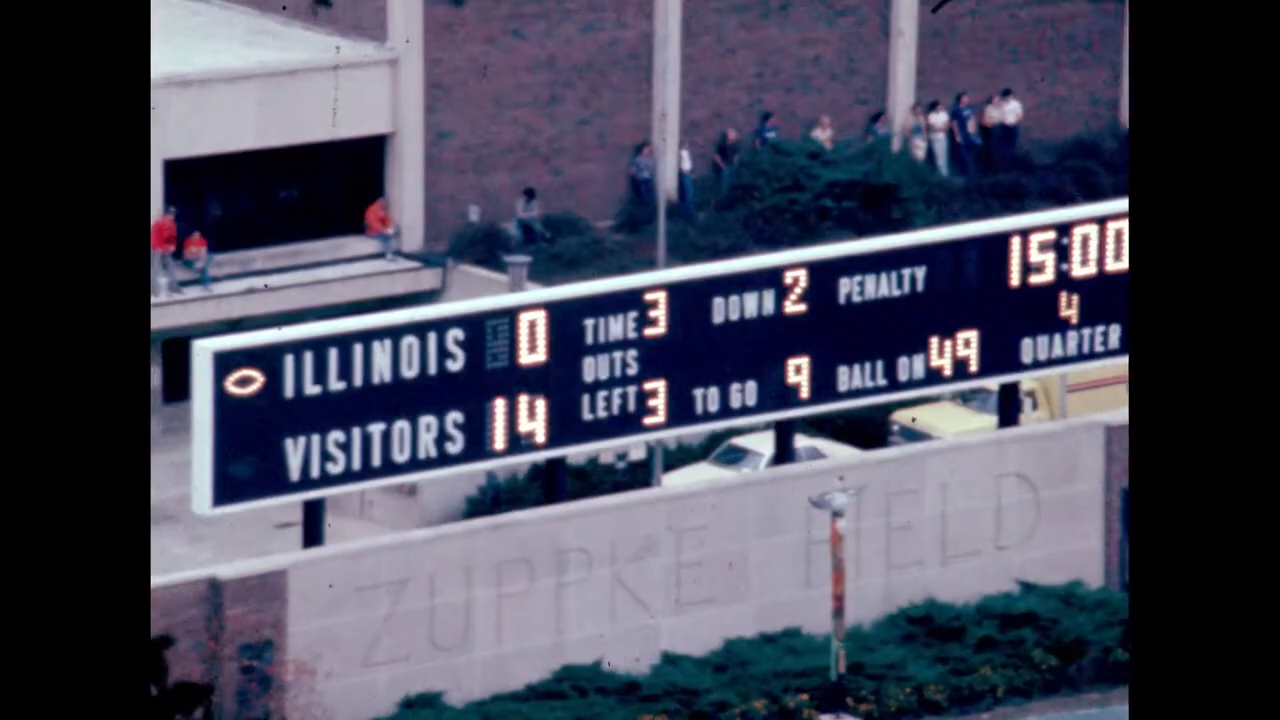 ILLINOIS 0 TIME 3 DOWN 2 PENALTY 15:00
OUTS 4
VISITORS 14 LEFT 3 TO GO 9 BALL ON 49 QUARTER
ZUPPKE FIELD